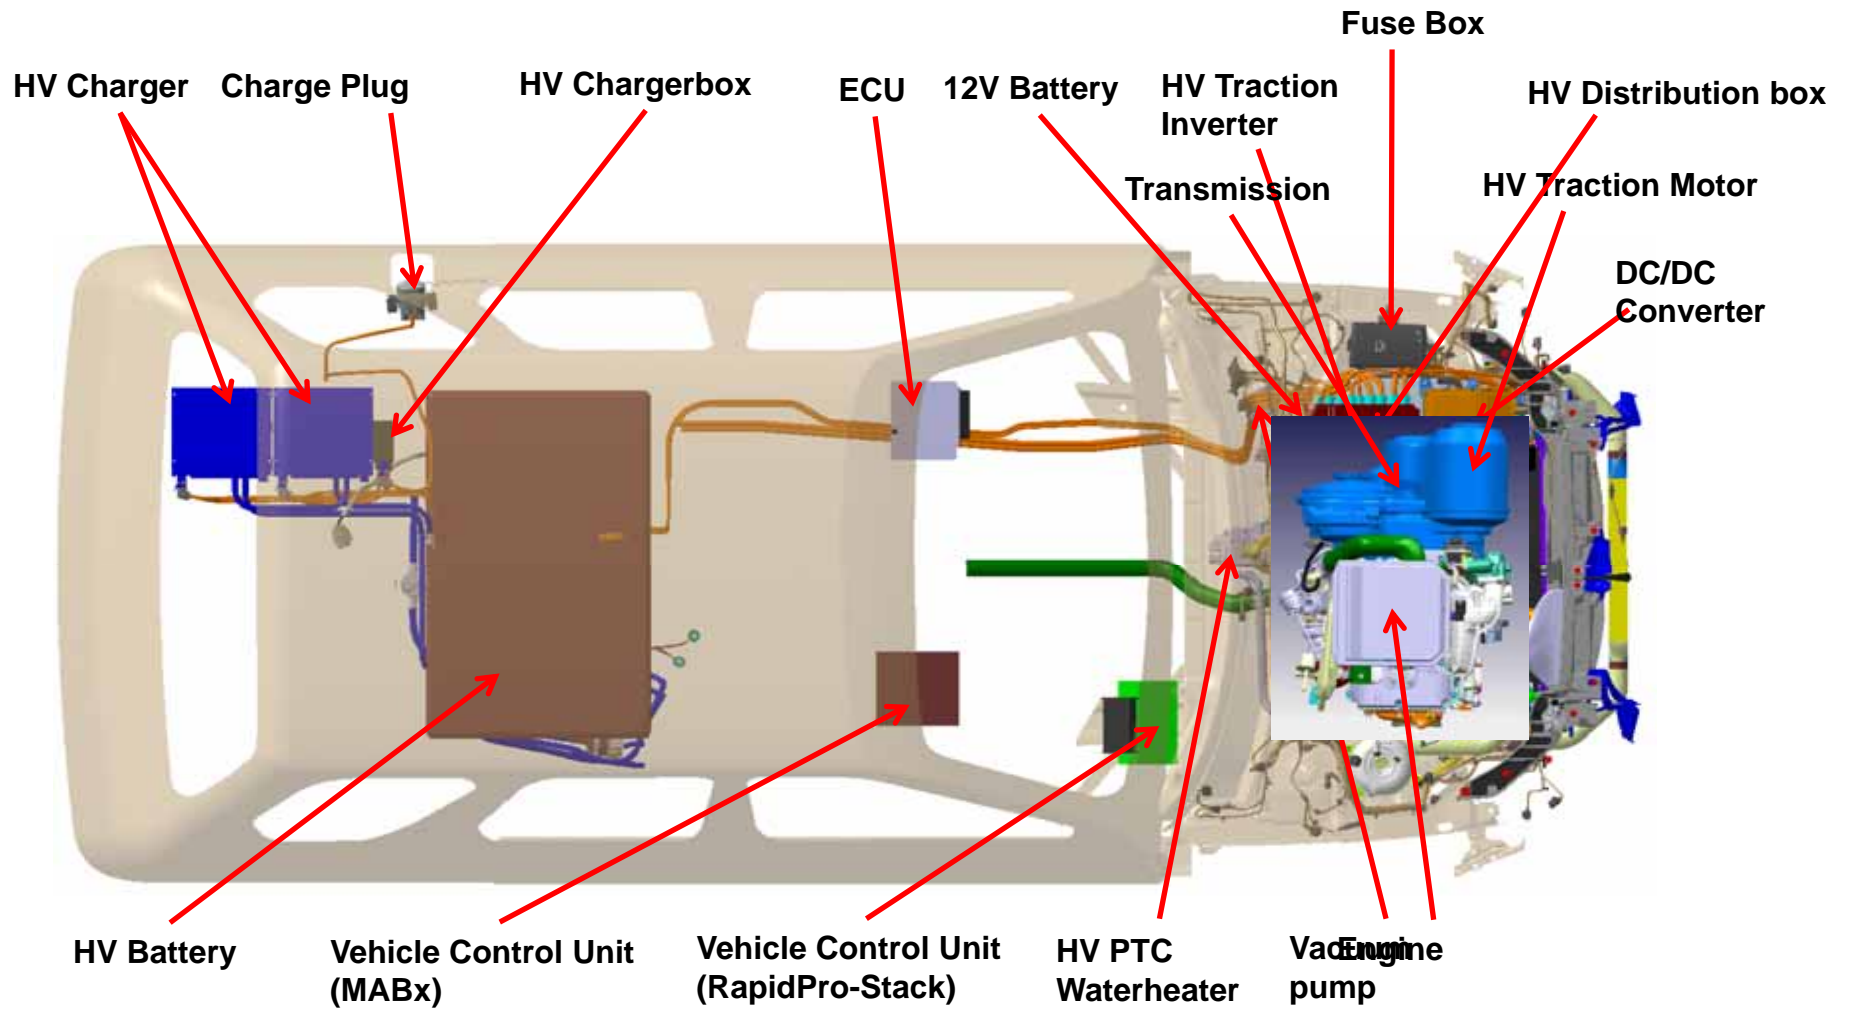 Fuse Box
HV Charger
Charge Plug
HV Chargerbox
ECU
12V Battery
HV Traction
Inverter
HV Distribution box
Transmission
HV Traction Motor
DC/DC
Converter
HV Battery
Vehicle Control Unit
(MABx)
Vehicle Control Unit
(RapidPro-Stack)
HV PTC
Waterheater
Vacuum
pump
Engine